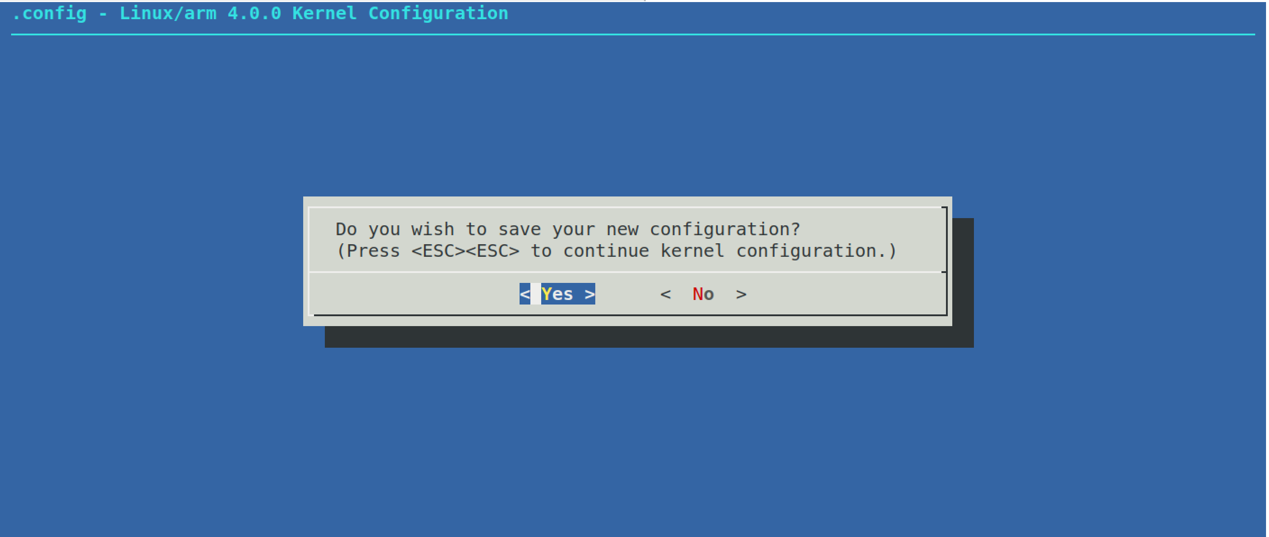 .config - Linux/arm 4.0.0 Kernel Configuration
Do you wish to save your new configuration?
(Press <ESC><ESC> to continue kernel configuration.)
< Yes > < No >